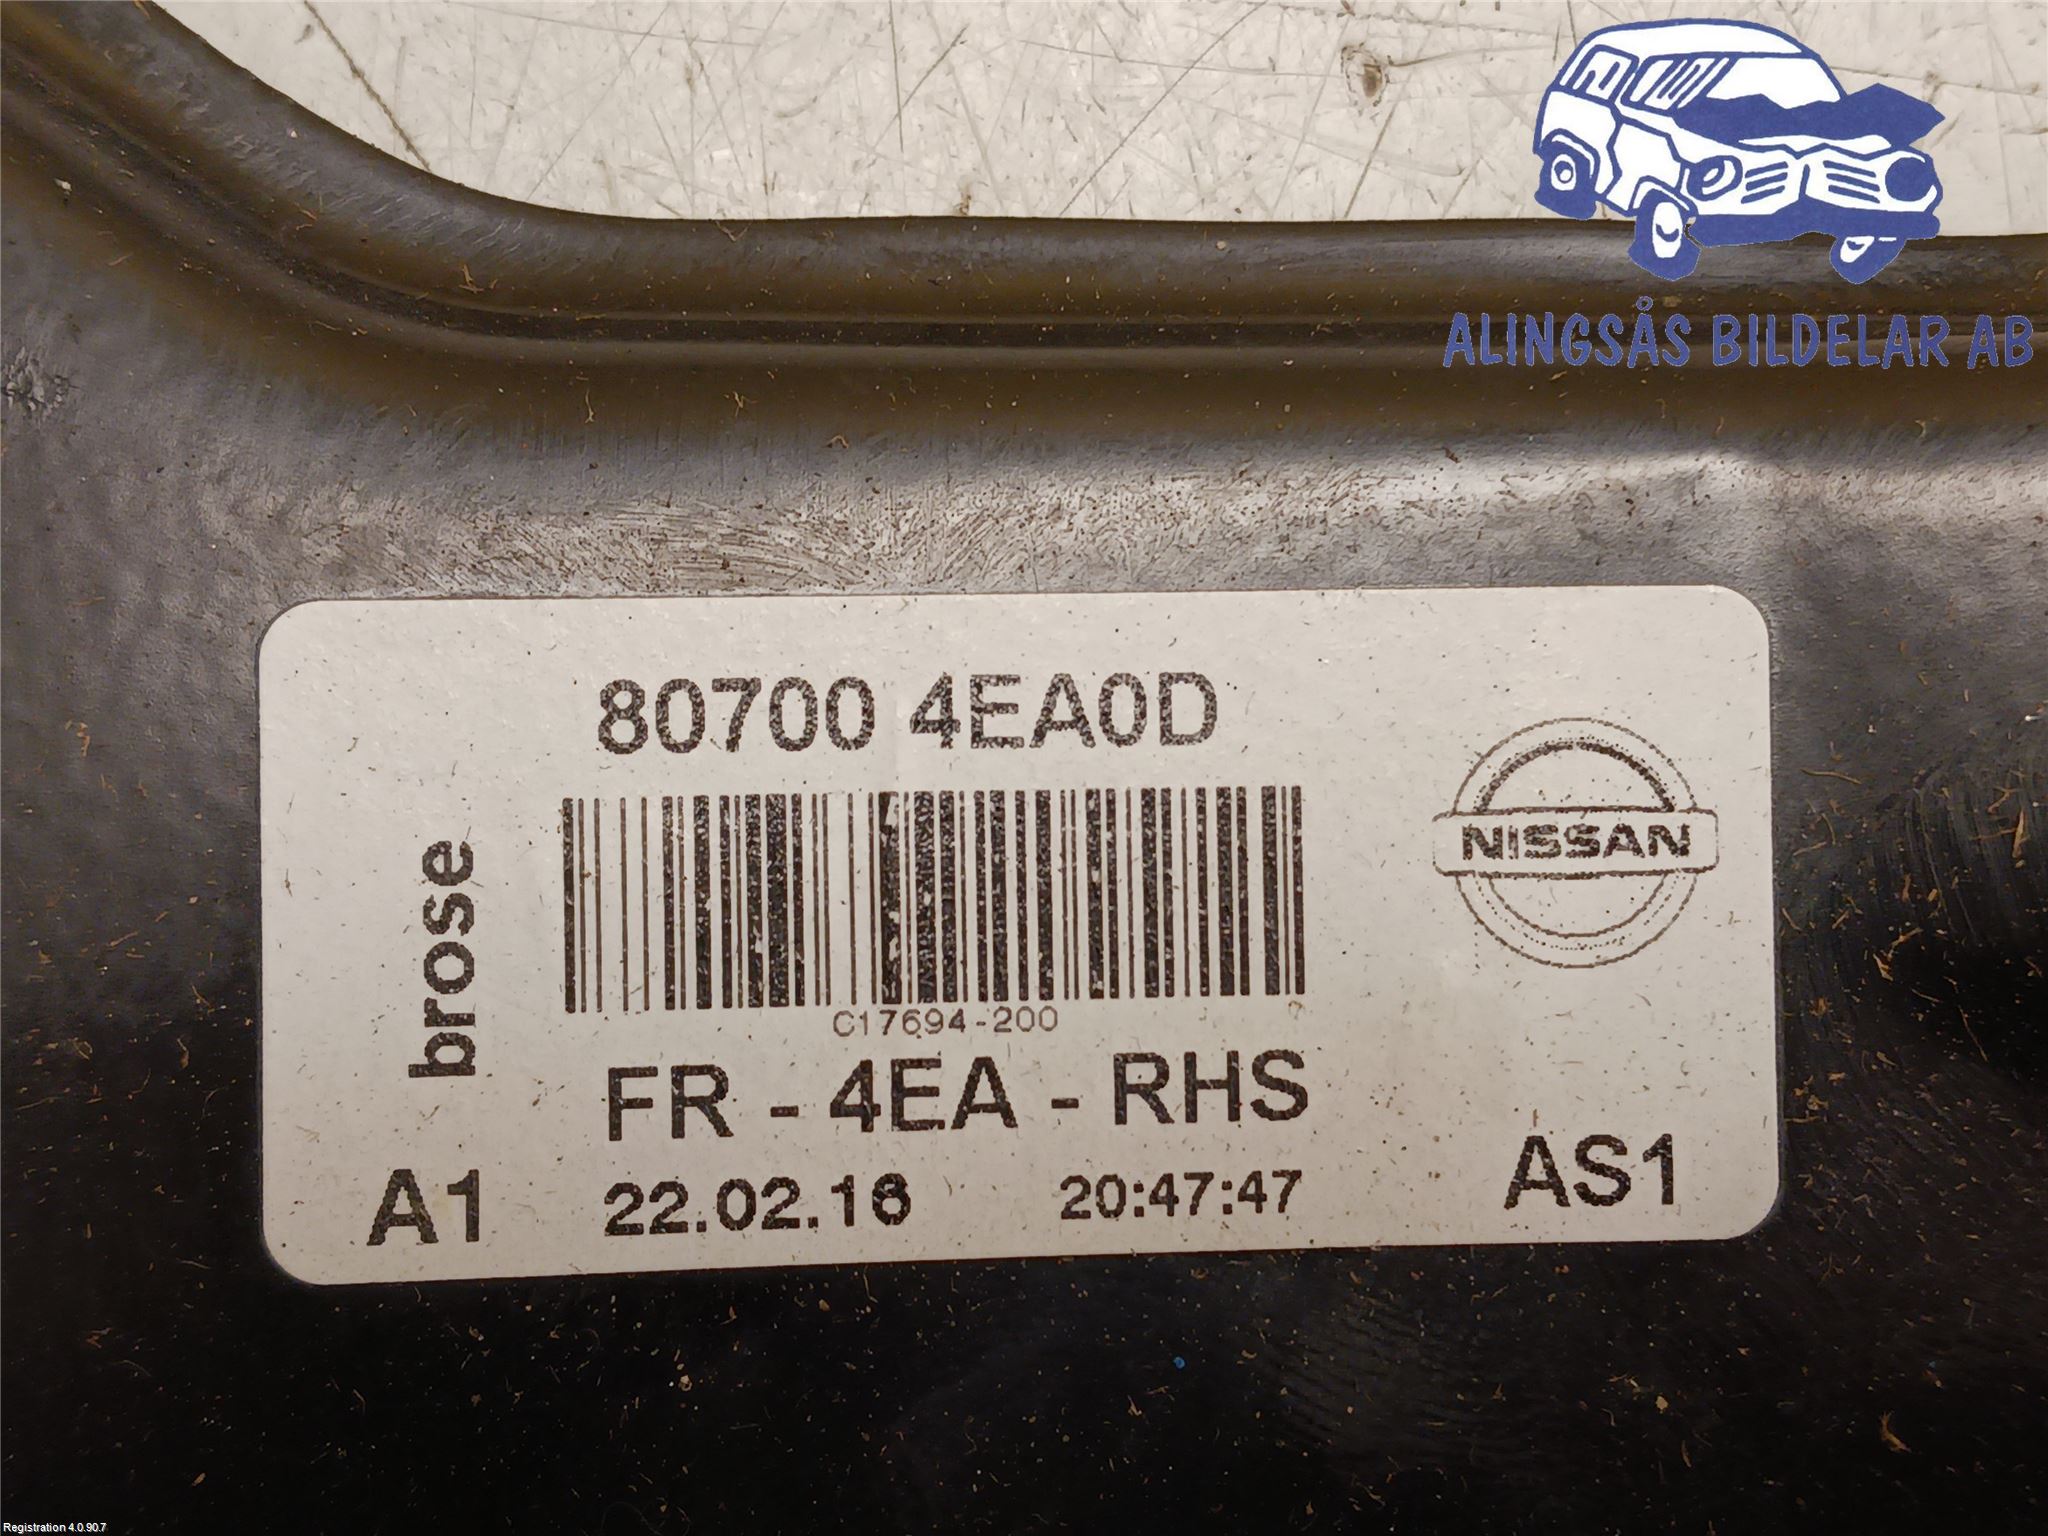 ALINGSÅS BILDELAR AB
80700 4EA0D
brose
NISSAN
C17694-200
FR - 4EA - RHS
A1 22.02.16 20:47:47 AS1
Registration 4.0.90.7